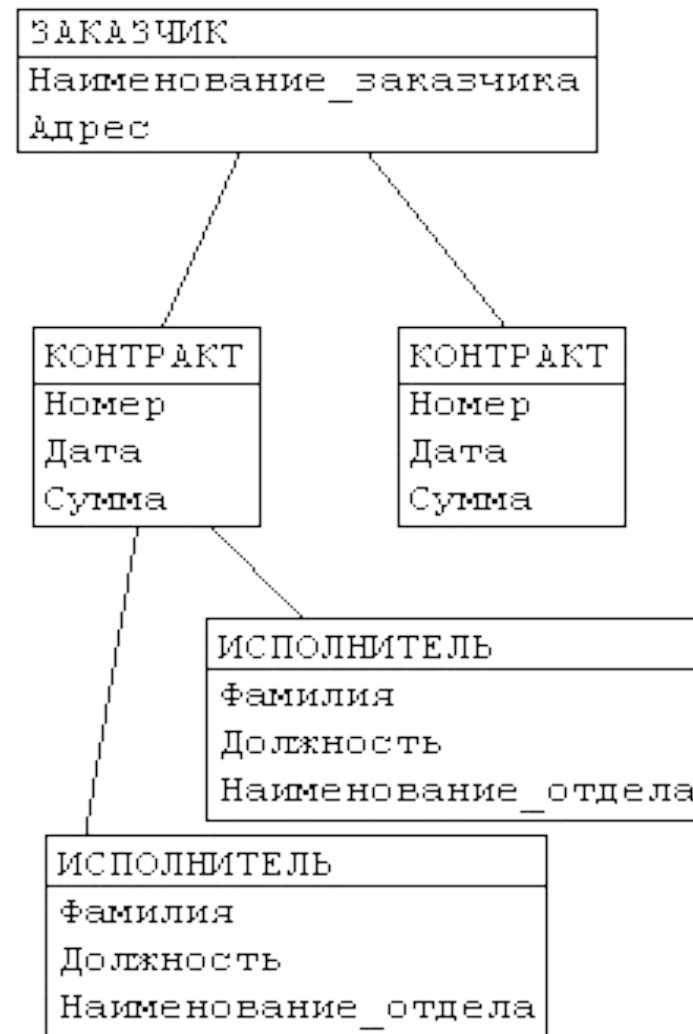 ЗАКАЗЧИК
Наименование_заказчика
Адрес
КОНТРАКТ
Номер
Дата
Сумма
КОНТРАКТ
Номер
Дата
Сумма
ИСПОЛНИТЕЛЬ
Фамилия
Должность
Наименование_отдела
ИСПОЛНИТЕЛЬ
Фамилия
Должность
Наименование_отдела